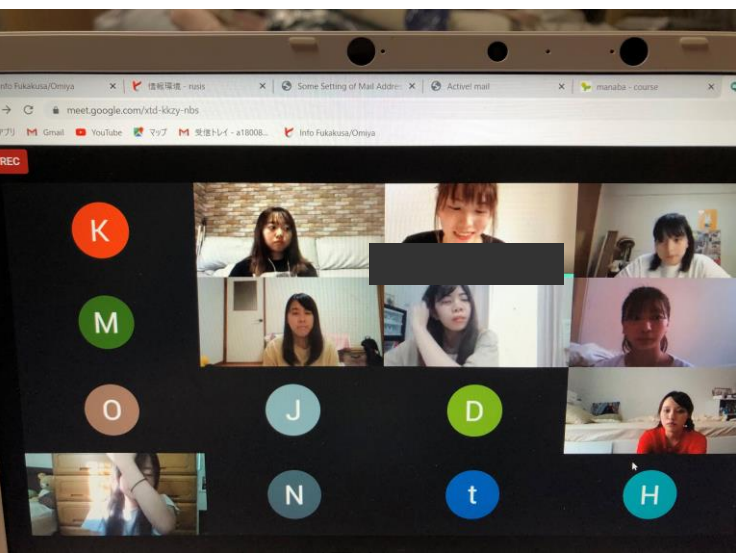 nfo Fukakusa/Omiya × 情報環境 - rusis × Some Setting of Mail Addres × Active! mail × manaba - course ×
meet.google.com/xtd-kkzy-nbs
アプリ Gmail YouTube マップ 受信トレイ - a18008... Info Fukakusa/Omiya
REC
K
M
O J D
N t H